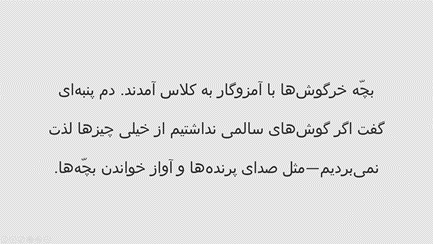 بچّه خرگوش‌ها با آمزوگار به کلاس آمدند. دم پنبه‌ای
گفت اگر گوش‌های سالمی نداشتیم از خیلی چیزها لذت
نمی‌بردیم—مثل صدای پرنده‌ها و آواز خواندن بچّه‌ها.